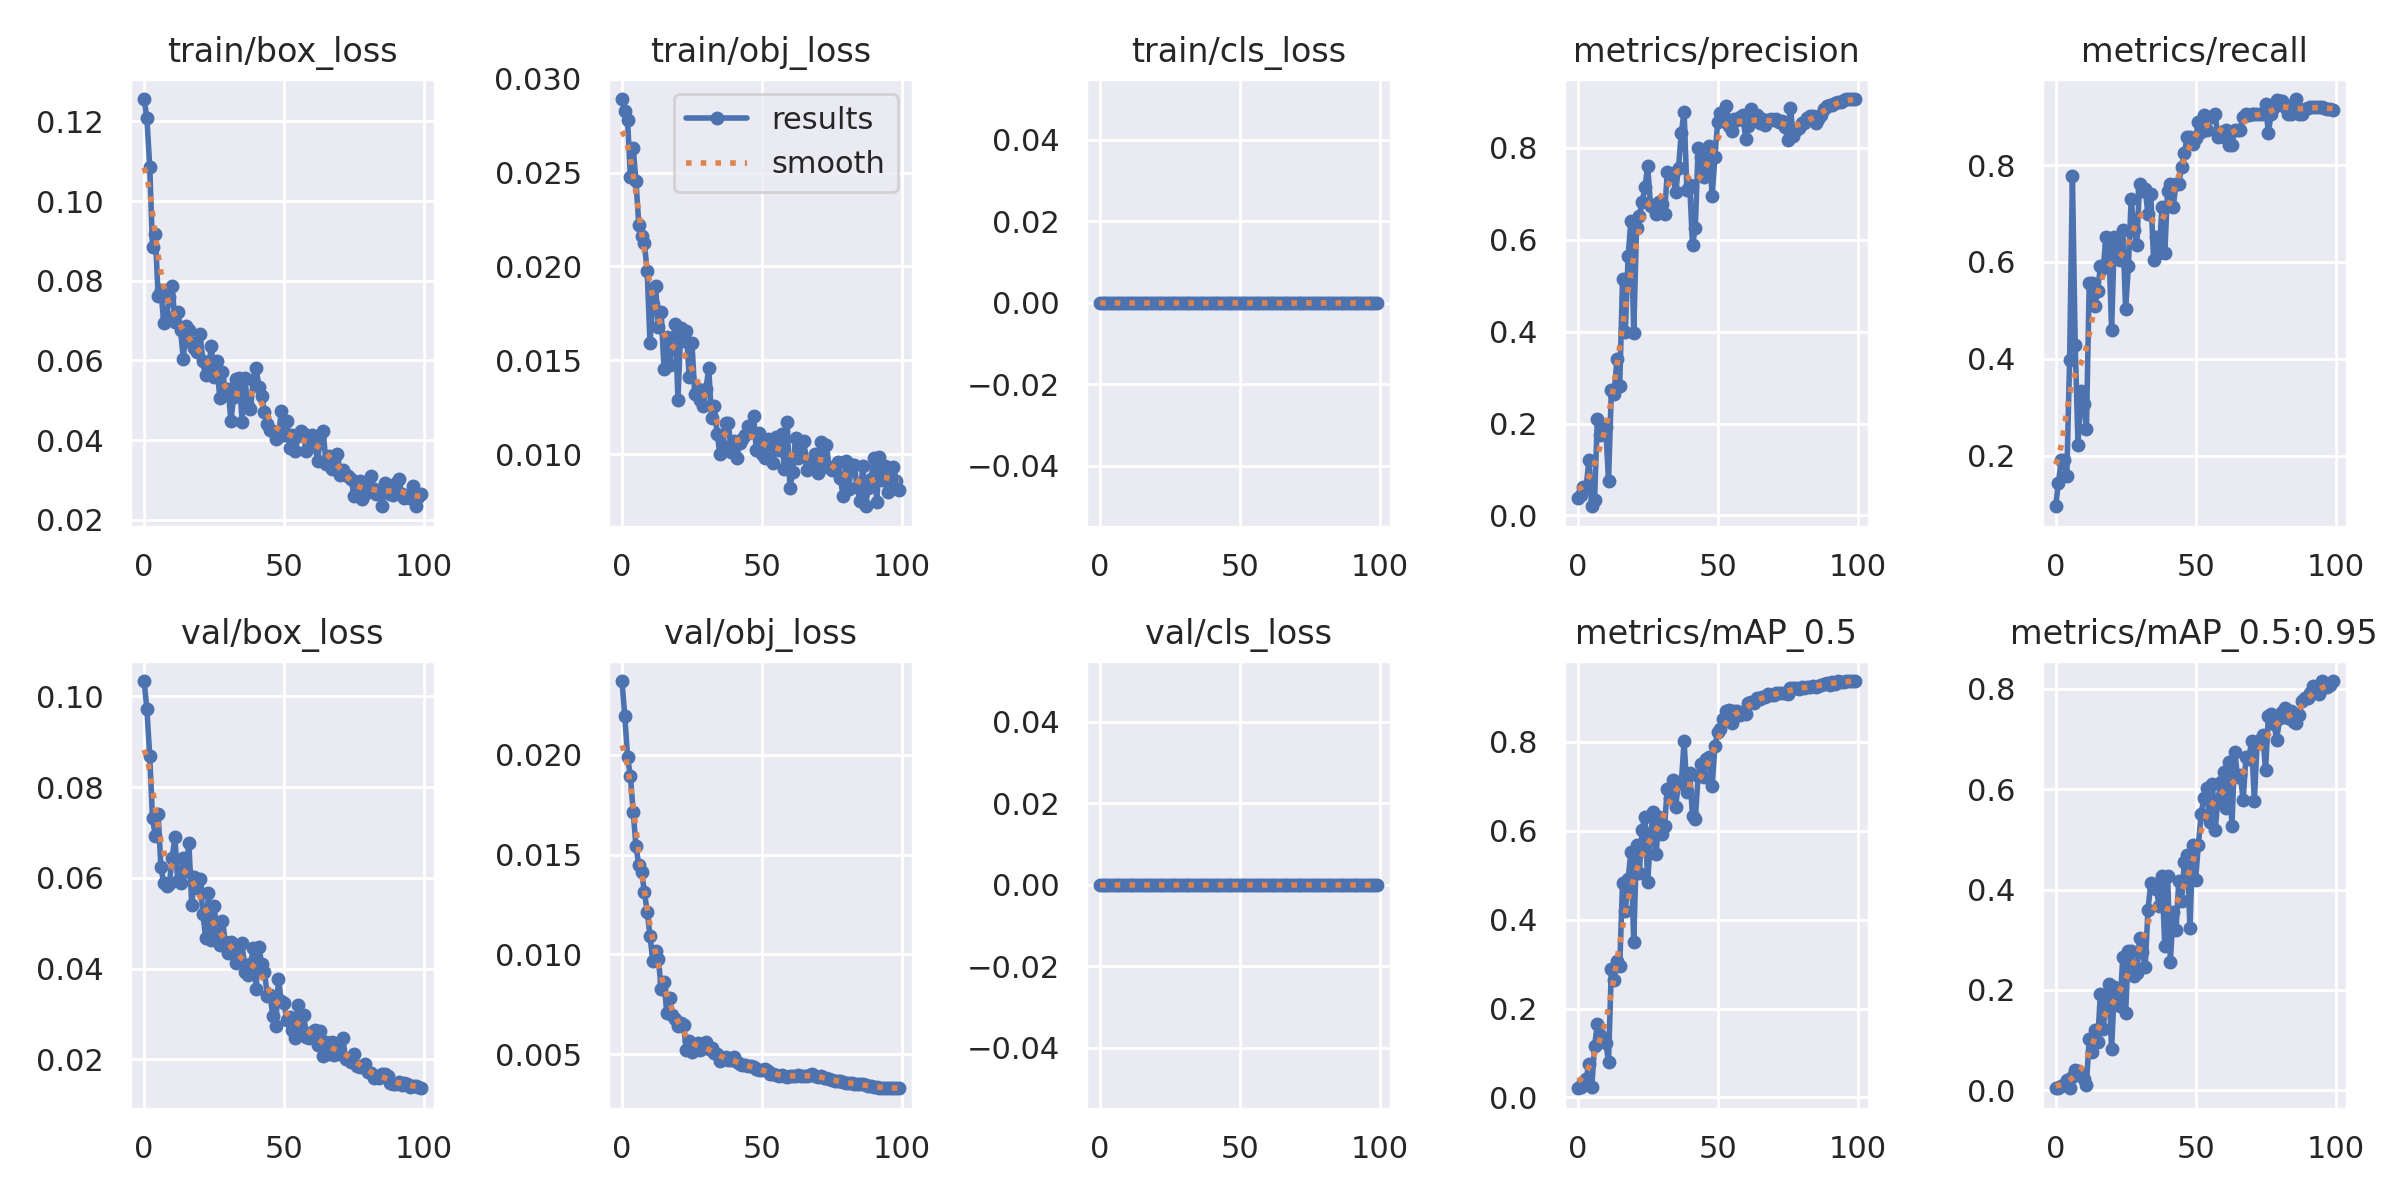 train/box_loss
0.12
0.10
0.08
0.06
0.04
0.02
0 50 100
train/obj_loss
0.030
0.025
0.020
0.015
0.010
results
smooth
0 50 100
train/cls_loss
0.04
0.02
0.00
−0.02
−0.04
0 50 100
metrics/precision
0.8
0.6
0.4
0.2
0.0
0 50 100
metrics/recall
0.8
0.6
0.4
0.2
0 50 100
val/box_loss
0.10
0.08
0.06
0.04
0.02
0 50 100
val/obj_loss
0.020
0.015
0.010
0.005
0 50 100
val/cls_loss
0.04
0.02
0.00
−0.02
−0.04
0 50 100
metrics/mAP_0.5
0.8
0.6
0.4
0.2
0.0
0 50 100
metrics/mAP_0.5:0.95
0.8
0.6
0.4
0.2
0.0
0 50 100